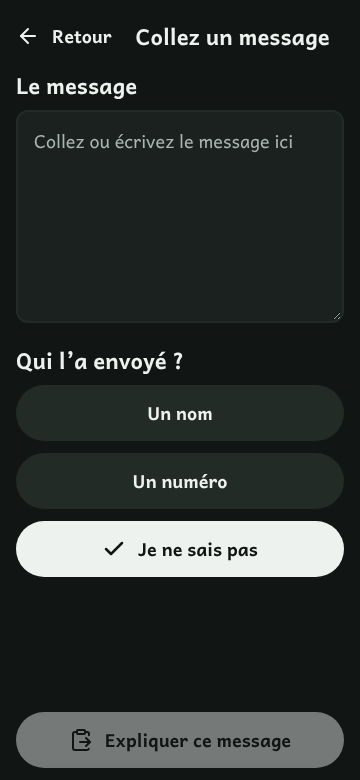 Retour
Collez un message
Le message
Collez ou écrivez le message ici
Qui l’a envoyé ?
Un nom
Un numéro
Je ne sais pas
Expliquer ce message